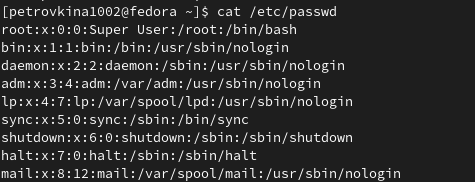 [petrovkina1002@fedora ~]$ cat /etc/passwd
root:x:0:0:Super User:/root:/bin/bash
bin:x:1:1:bin:/bin:/usr/sbin/nologin
daemon:x:2:2:daemon:/sbin:/usr/sbin/nologin
adm:x:3:4:adm:/var/adm:/usr/sbin/nologin
lp:x:4:7:lp:/var/spool/lpd:/usr/sbin/nologin
sync:x:5:0:sync:/sbin:/bin/sync
shutdown:x:6:0:shutdown:/sbin:/sbin/shutdown
halt:x:7:0:halt:/sbin:/sbin/halt
mail:x:8:12:mail:/var/spool/mail:/usr/sbin/nologin